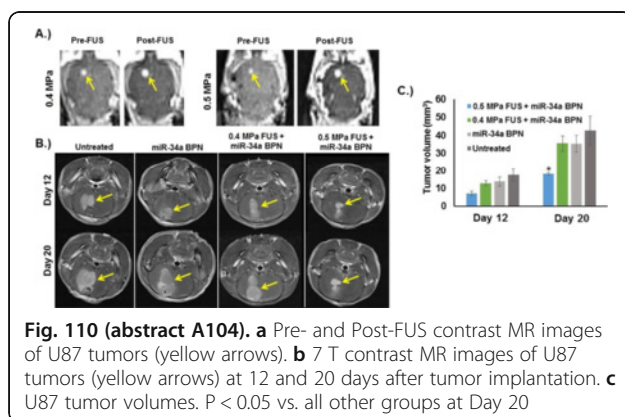 A.)
Pre-FUS Post-FUS Pre-FUS Post-FUS
0.4 MPa
0.5 MPa
B.)
Untreated miR-34a BPN 0.4 MPa FUS + miR-34a BPN 0.5 MPa FUS + miR-34a BPN
Day 12
Day 20
C.)
Tumor volume (mm³)
60
50
40
30
20
10
0
0.5 MPa FUS + miR-34a BPN
0.4 MPa FUS + miR-34a BPN
miR-34a BPN
Untreated
*
Day 12 Day 20
Fig. 110 (abstract A104). a Pre- and Post-FUS contrast MR images
of U87 tumors (yellow arrows). b 7 T contrast MR images of U87
tumors (yellow arrows) at 12 and 20 days after tumor implantation. c
U87 tumor volumes. P < 0.05 vs. all other groups at Day 20